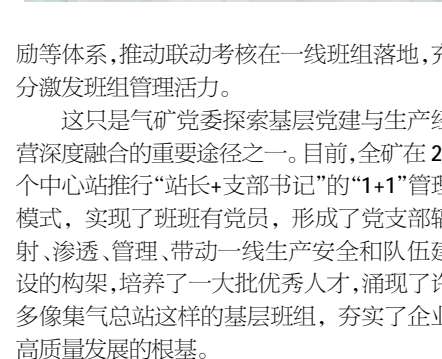 励等体系,推动联动考核在一线班组落地,充
分激发班组管理活力。
这只是气矿党委探索基层党建与生产经
营深度融合的重要途径之一。目前,全矿在 2
个中心站推行“站长+支部书记”的“1+1”管理
模式，实现了班班有党员，形成了党支部辐
射、渗透、管理、带动一线生产安全和队伍建
设的构架,培养了一大批优秀人才,涌现了许
多像集气总站这样的基层班组，夯实了企业
高质量发展的根基。